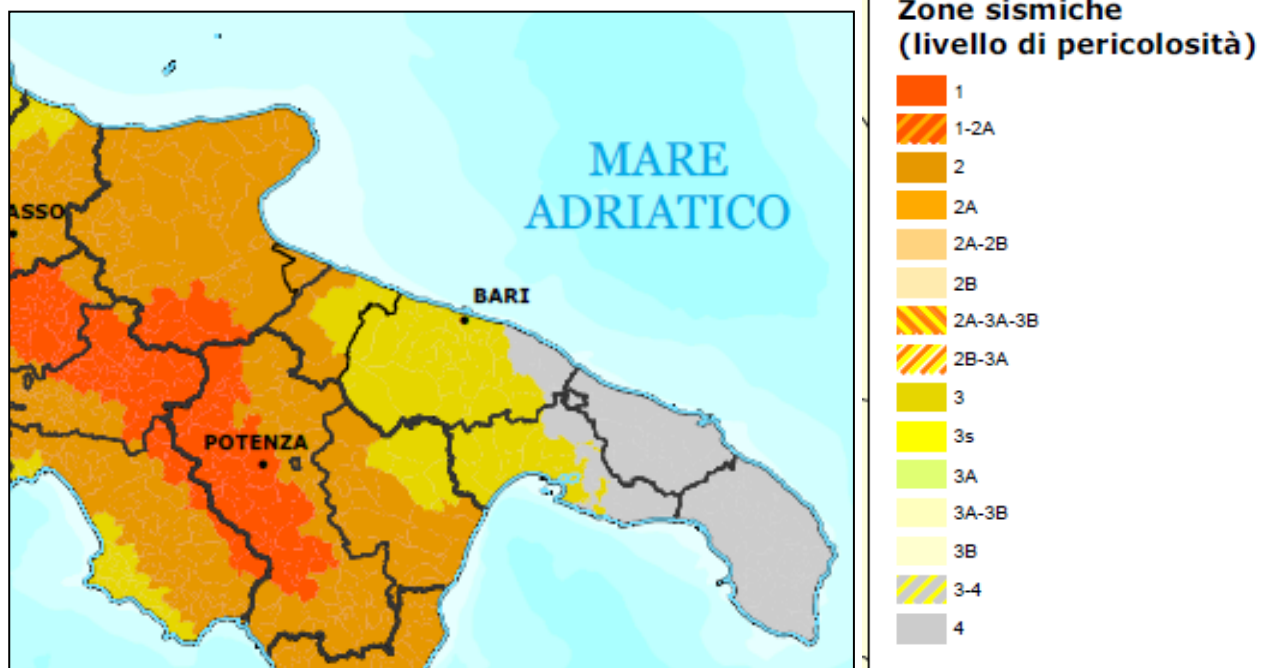 MARE
ADRIATICO
ASSO
BARI
POTENZA
Zone sismiche
(livello di pericolosità)
1
1-2A
2
2A
2A-2B
2B
2A-3A-3B
2B-3A
3
3s
3A
3A-3B
3B
3-4
4